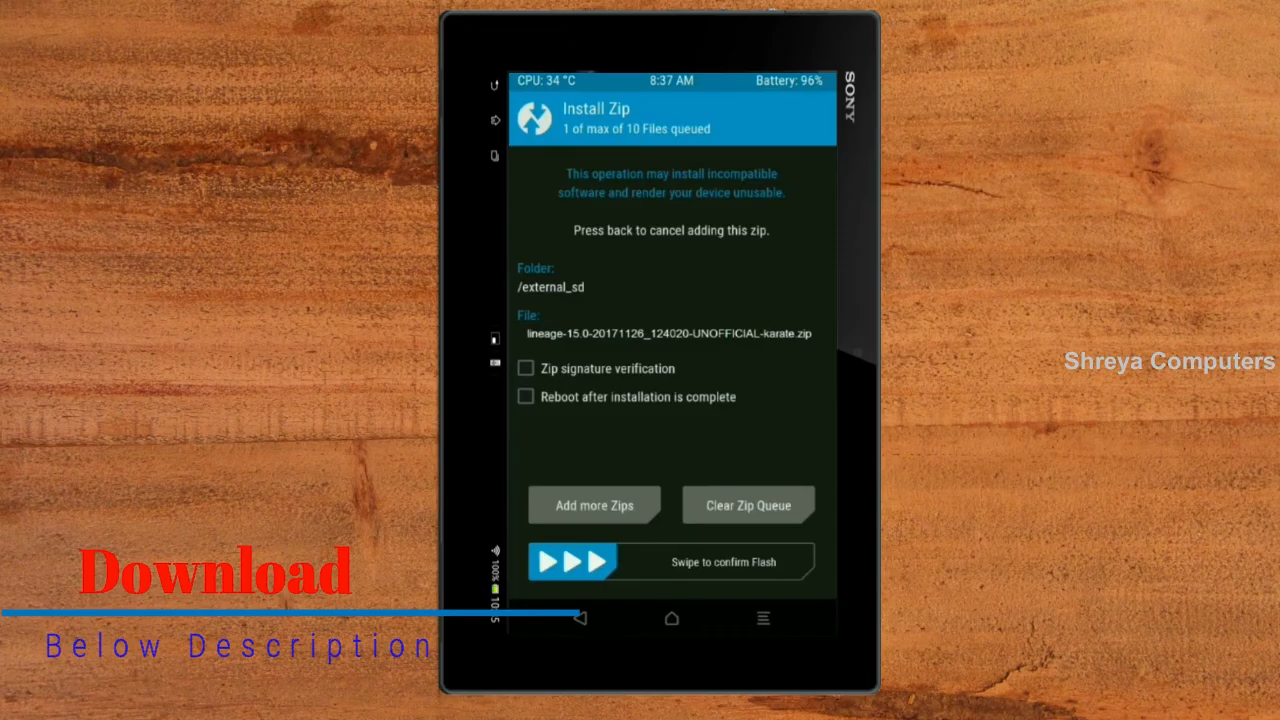 CPU: 34 °C 8:37 AM Battery: 96%
Install Zip
1 of max of 10 Files queued
SONY
This operation may install incompatible
software and render your device unusable.
Press back to cancel adding this zip.
Folder:
/external_sd
File:
lineage-15.0-20171126_124020-UNOFFICIAL-karate.zip
Shreya Computers
Zip signature verification
Reboot after installation is complete
Add more Zips Clear Zip Queue
Swipe to confirm Flash
100%
Download
Below Description